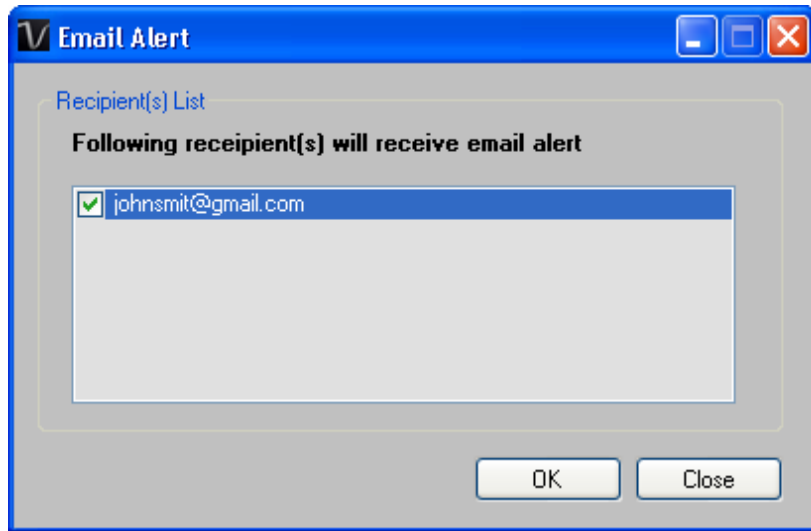 Email Alert
Recipient(s) List
Following receipient(s) will receive email alert
johnsmit@gmail.com
OK
Close